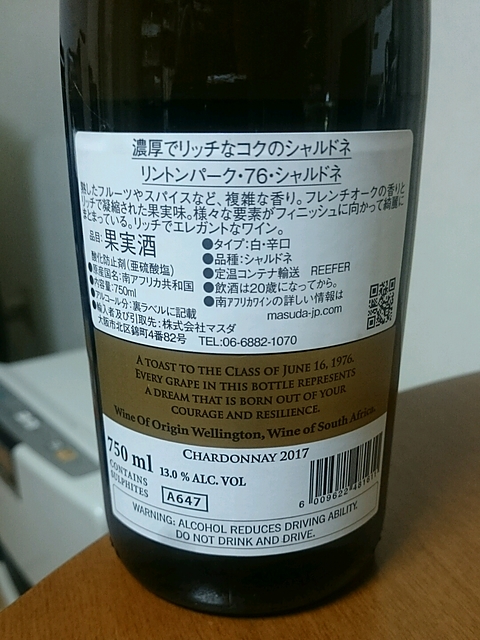 濃厚でリッチなコクのシャルドネ
リントンパーク・76・シャルドネ
熟したフルーツやスパイスなど、複雑な香り。フレンチオークの香りと
リッチで凝縮された果実味。様々な要素がフィニッシュに向かって綺麗に
まとまっている。リッチでエレガントなワイン。
品目:果実酒
酸化防止剤(亜硫酸塩)
●原産国名:南アフリカ共和国
●内容量:750ml
●アルコール分:裏ラベルに記載
●輸入者及び引取先:株式会社マスダ
大阪市北区錦町4番82号 TEL:06-6882-1070
●タイプ:白・辛口
●品種:シャルドネ
●定温コンテナ輸送 REEFER
●飲酒は20歳になってから。
●南アフリカワインの詳しい情報は
masuda-jp.com
A TOAST TO THE CLASS OF JUNE 16, 1976.
EVERY GRAPE IN THIS BOTTLE REPRESENTS
A DREAM THAT IS BORN OUT OF YOUR
COURAGE AND RESILIENCE.
Wine Of Origin Wellington, Wine of South Africa.
CHARDONNAY 2017
750 ml
CONTAINS
SULPHITES
13.0 % ALC. VOL
A647
WARNING: ALCOHOL REDUCES DRIVING ABILITY.
DO NOT DRINK AND DRIVE.